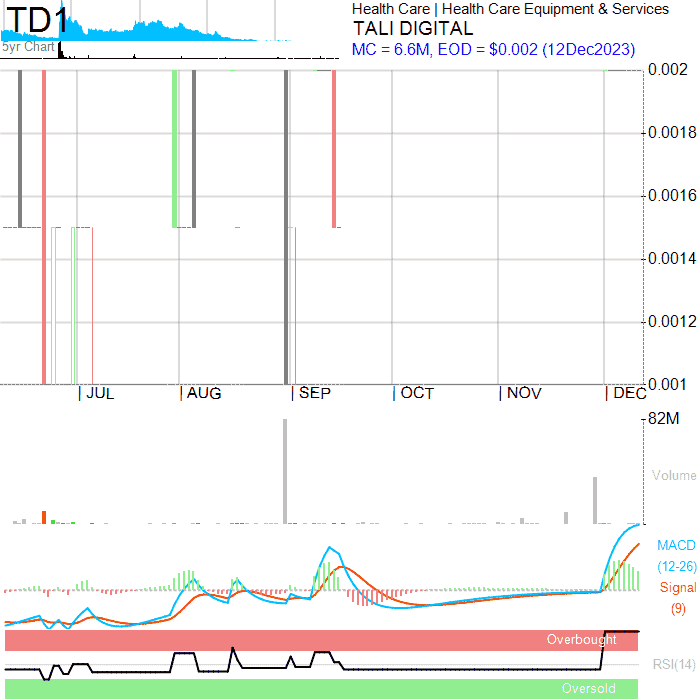 TD1
5yr Chart
Health Care | Health Care Equipment & Services
TALI DIGITAL
MC = 6.6M, EOD = $0.002 (12Dec2023)
0.002
0.0018
0.0016
0.0014
0.0012
0.001
| JUL | AUG | SEP | OCT | NOV | DEC
82M
Volume
MACD
(12-26)
Signal
(9)
Overbought
RSI(14)
Oversold